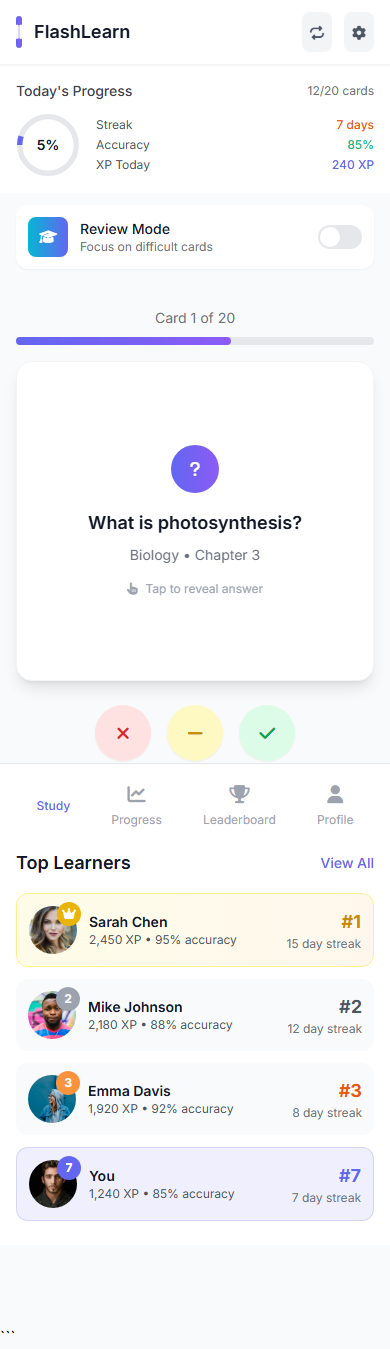 FlashLearn
Today's Progress
12/20 cards
5%
Streak
7 days
Accuracy
85%
XP Today
240 XP
Review Mode
Focus on difficult cards
Card 1 of 20
?
What is photosynthesis?
Biology • Chapter 3
Tap to reveal answer
Study
Progress
Leaderboard
Profile
Top Learners
View All
Sarah Chen
2,450 XP • 95% accuracy
#1
15 day streak
2
Mike Johnson
2,180 XP • 88% accuracy
#2
12 day streak
3
Emma Davis
1,920 XP • 92% accuracy
#3
8 day streak
7
You
1,240 XP • 85% accuracy
#7
7 day streak
```